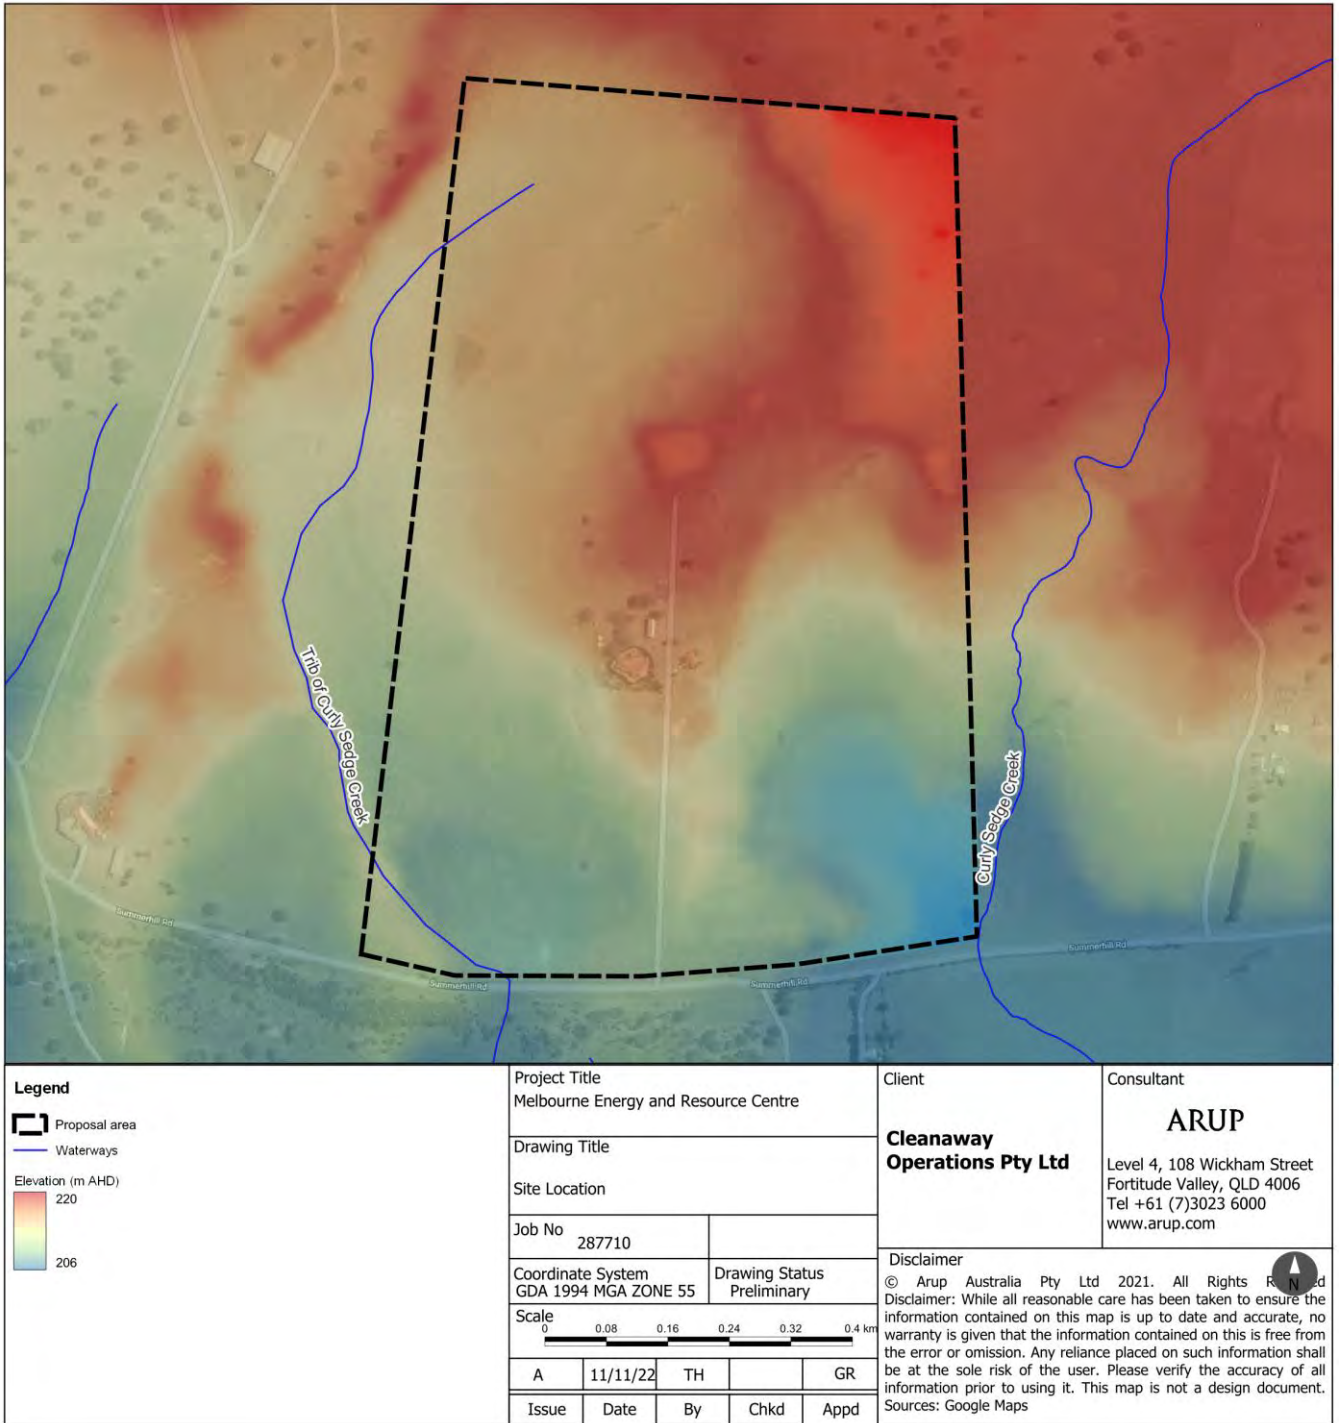 Trib of Curly Sedge Creek
Curly Sedge Creek
Summerhill Rd
Summerhill Rd
Summerhill Rd
Summerhill Rd
Legend
Proposal area
Waterways
Elevation (m AHD)
220
206
Project Title
Melbourne Energy and Resource Centre
Drawing Title
Site Location
Job No
287710
Coordinate System
GDA 1994 MGA ZONE 55
Drawing Status
Preliminary
Scale
0 0.08 0.16 0.24 0.32 0.4 km
A 11/11/22 TH GR
Issue Date By Chkd Appd
Client
Cleanaway
Operations Pty Ltd
Consultant
ARUP
Level 4, 108 Wickham Street
Fortitude Valley, QLD 4006
Tel +61 (7)3023 6000
www.arup.com
Disclaimer
N
© Arup Australia Pty Ltd 2021. All Rights
Disclaimer: While all reasonable care has been taken to ensure the
information contained on this map is up to date and accurate, no
warranty is given that the information contained on this is free from
the error or omission. Any reliance placed on such information shall
be at the sole risk of the user. Please verify the accuracy of all
information prior to using it. This map is not a design document.
Sources: Google Maps